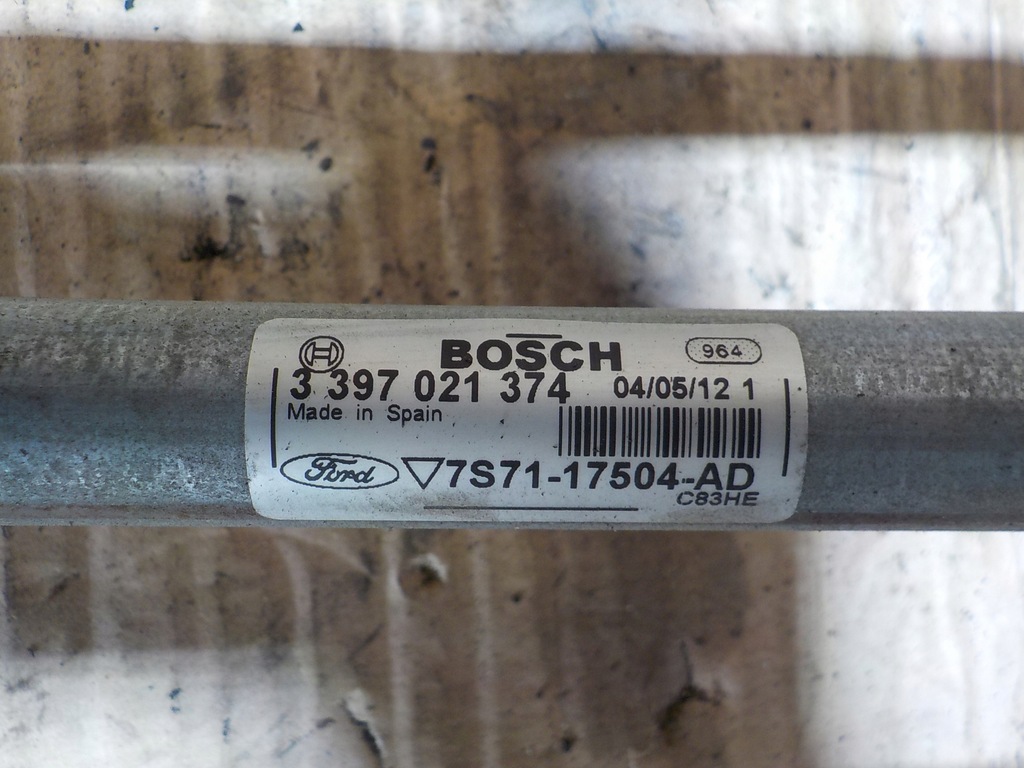 BOSCH 964
3 397 021 374 04/05/12 1
Made in Spain
Ford 7S71-17504-AD
C83HE